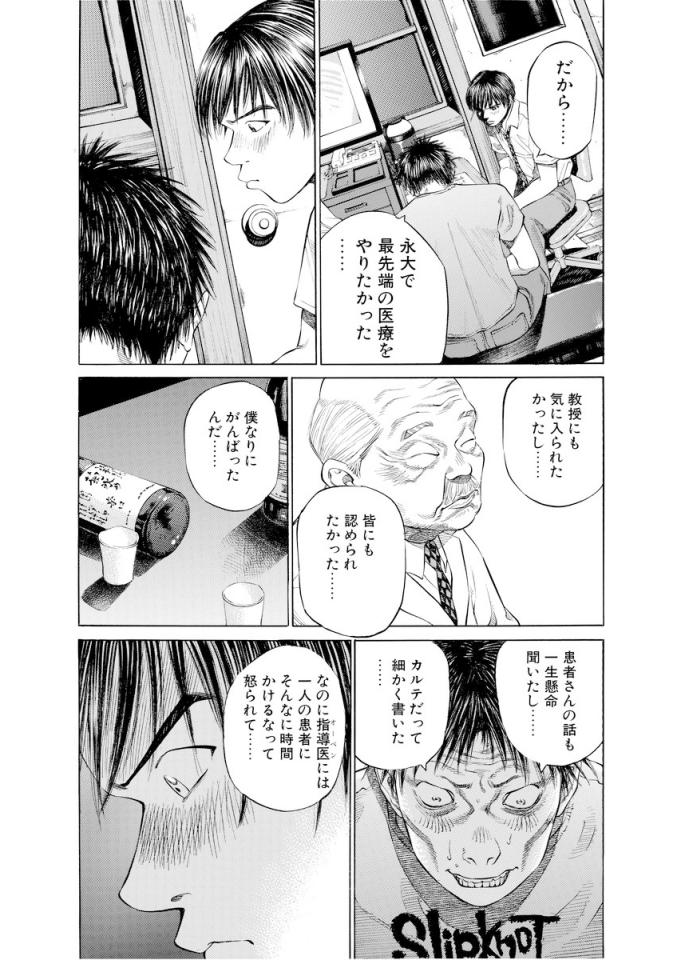 だから……
永大で
最先端の医療を
やりたかった
……
教授にも
気に入られた
かったし……
皆にも
認められ
たかった……
僕なりに
がんばった
んだ……
患者さんの話も
一生懸命
聞いたし……
カルテだって
細かく書いた
……
なのに指導医には
オーベン
一人の患者に
そんなに時間
かけるなって
怒られて……
SlipKnoT